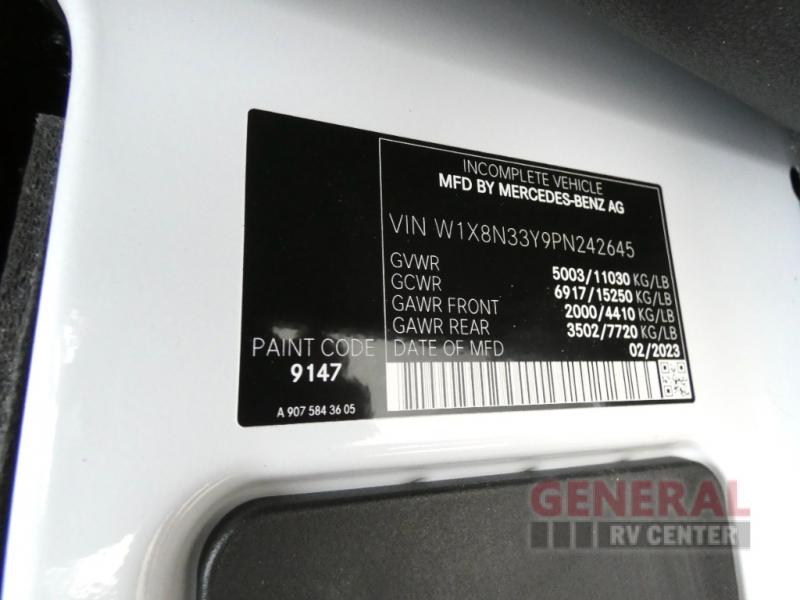 INCOMPLETE VEHICLE
MFD BY MERCEDES-BENZ AG
VIN W1X8N33Y9PN242645
GVWR 5003/11030 KG/LB
GCWR 6917/15250 KG/LB
GAWR FRONT 2000/4410 KG/LB
GAWR REAR 3502/7720 KG/LB
DATE OF MFD 02/2023
PAINT CODE
9147
A 907 584 36 05
GENERAL
RV CENTER